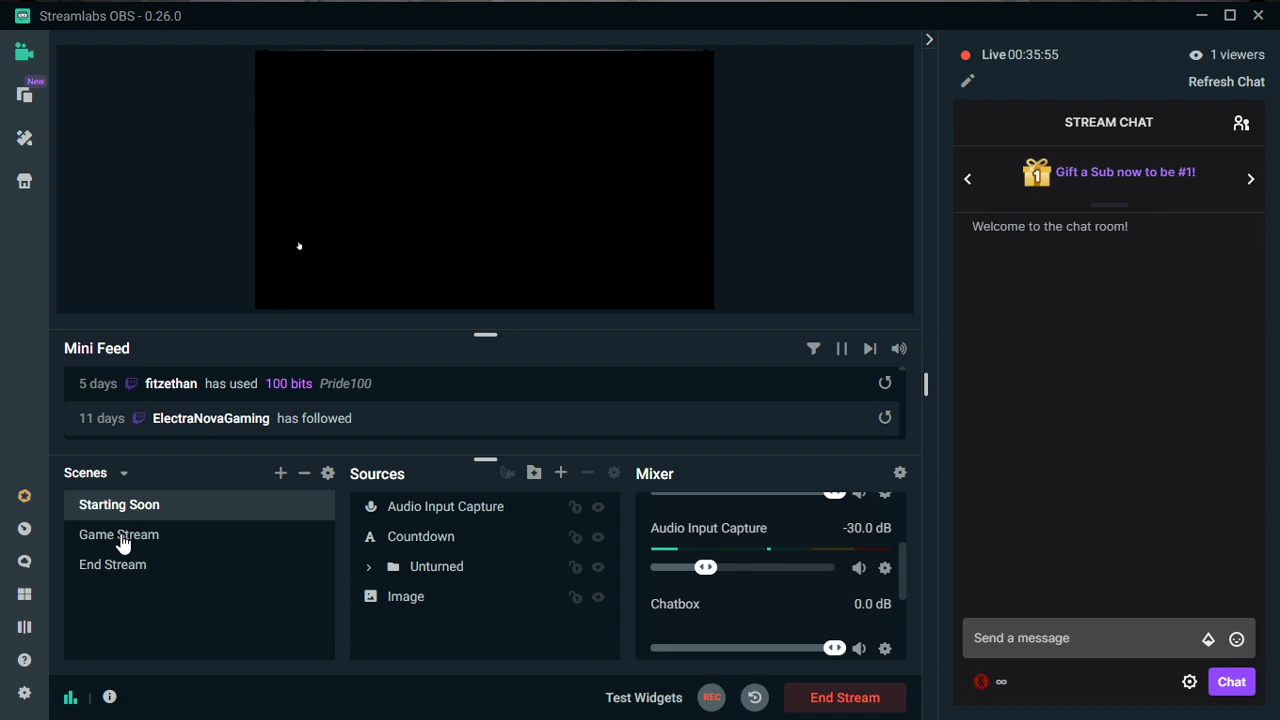 Streamlabs OBS - 0.26.0
New
Live 00:35:55
1 viewers
Refresh Chat
STREAM CHAT
1 Gift a Sub now to be #1!
Welcome to the chat room!
Mini Feed
5 days fitzethan has used 100 bits Pride100
11 days ElectraNovaGaming has followed
Scenes
Starting Soon
Game Stream
End Stream
Sources
Audio Input Capture
A Countdown
Unturned
Image
Mixer
Audio Input Capture -30.0 dB
Chatbox 0.0 dB
Send a message
∞
Chat
Test Widgets
REC
End Stream